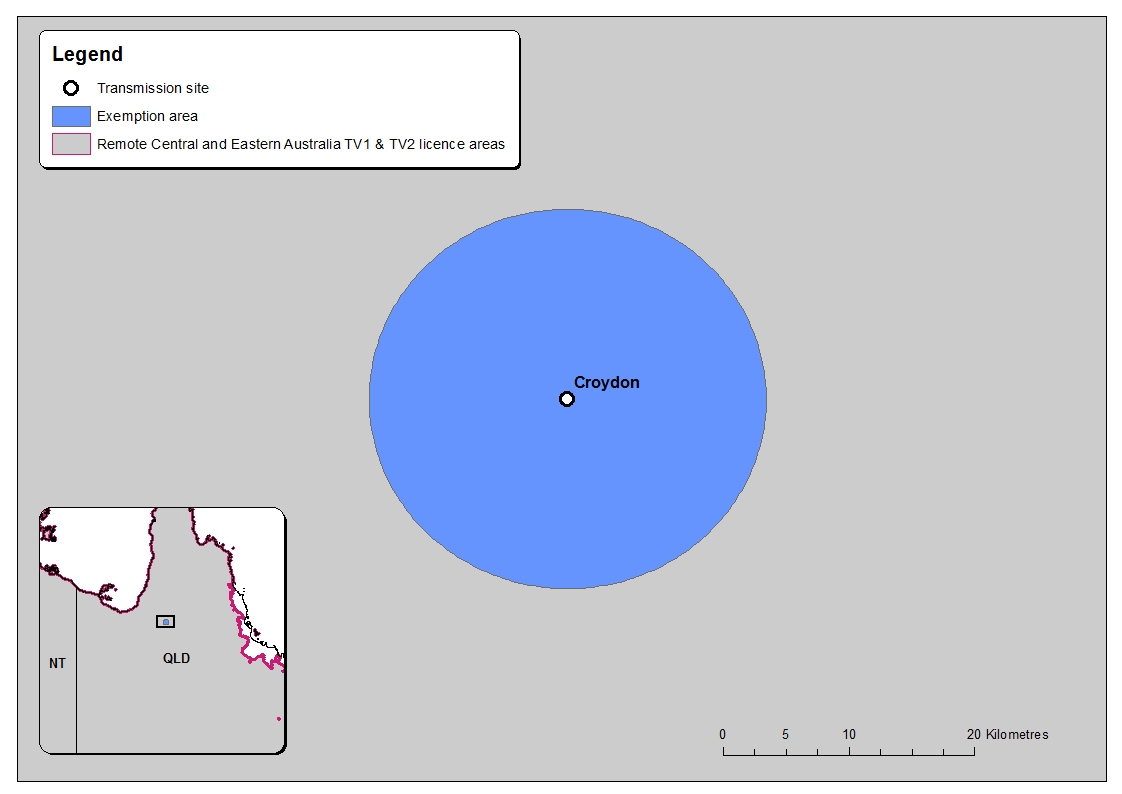 Legend
Transmission site
Exemption area
Remote Central and Eastern Australia TV1 & TV2 licence areas
Croydon
NT
QLD
0 5 10 20 Kilometres